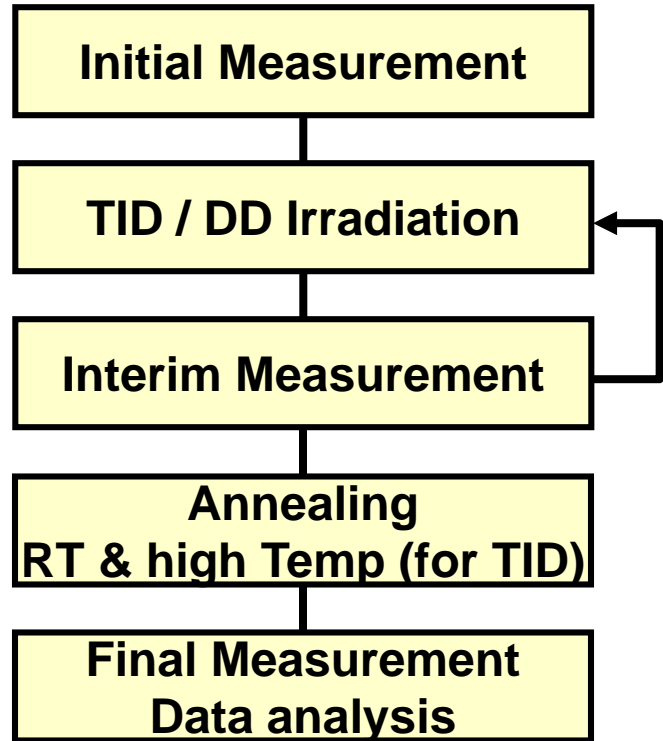 Initial Measurement
TID / DD Irradiation
Interim Measurement
Annealing
RT & high Temp (for TID)
Final Measurement
Data analysis